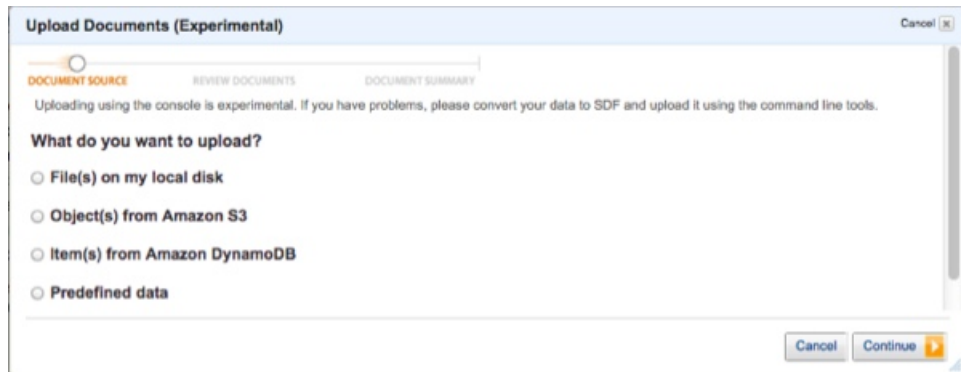 Upload Documents (Experimental)
Cancel
DOCUMENT SOURCE REVIEW DOCUMENTS DOCUMENT SUMMARY
Uploading using the console is experimental. If you have problems, please convert your data to SDF and upload it using the command line tools.
What do you want to upload?
File(s) on my local disk
Object(s) from Amazon S3
Item(s) from Amazon DynamoDB
Predefined data
Cancel Continue